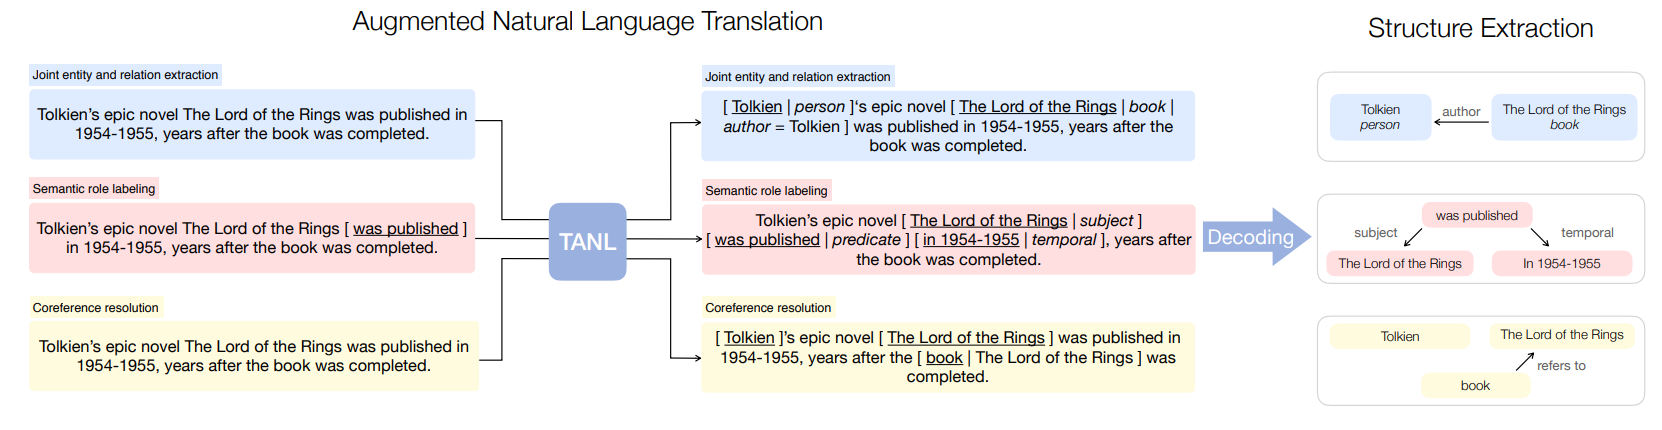 Augmented Natural Language Translation
Structure Extraction
Joint entity and relation extraction
Tolkien's epic novel The Lord of the Rings was published in
1954-1955, years after the book was completed.
Semantic role labeling
Tolkien's epic novel The Lord of the Rings [ was published ]
in 1954-1955, years after the book was completed.
Coreference resolution
Tolkien's epic novel The Lord of the Rings was published in
1954-1955, years after the book was completed.
TANL
Joint entity and relation extraction
[ Tolkien | person ]‘s epic novel [ The Lord of the Rings | book |
author = Tolkien ] was published in 1954-1955, years after the
book was completed.
Semantic role labeling
Tolkien's epic novel [ The Lord of the Rings | subject ]
[ was published | predicate ] [ in 1954-1955 | temporal ], years after
the book was completed.
Coreference resolution
[ Tolkien ]'s epic novel [ The Lord of the Rings ] was published in
1954-1955, years after the [ book | The Lord of the Rings ] was
completed.
Decoding
Tolkien
person
author
The Lord of the Rings
book
was published
subject
temporal
The Lord of the Rings
In 1954-1955
Tolkien
The Lord of the Rings
refers to
book